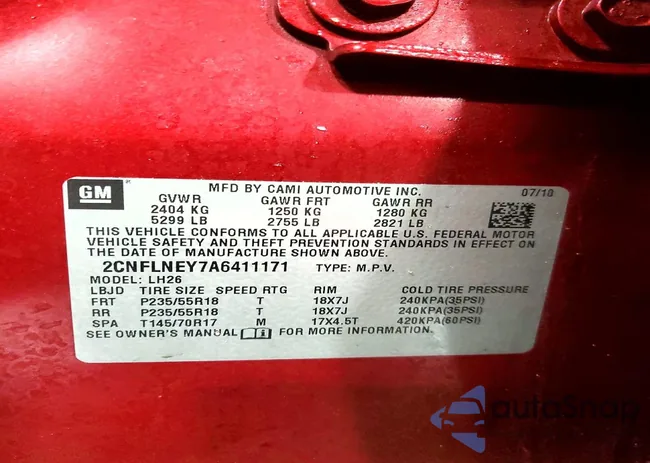 GM
MFD BY CAMI AUTOMOTIVE INC. 07/10
GVWR GAWR FRT GAWR RR
2404 KG 1250 KG 1280 KG
5299 LB 2755 LB 2821 LB
THIS VEHICLE CONFORMS TO ALL APPLICABLE U.S. FEDERAL MOTOR
VEHICLE SAFETY AND THEFT PREVENTION STANDARDS IN EFFECT ON
THE DATE OF MANUFACTURE SHOWN ABOVE.
2CNFLNEY7A6411171 TYPE: M.P.V.
MODEL: LH26
LBJD TIRE SIZE SPEED RTG RIM COLD TIRE PRESSURE
FRT P235/55R18 T 18X7J 240KPA(35PSI)
RR P235/55R18 T 18X7J 240KPA(35PSI)
SPA T145/70R17 M 17X4.5T 420KPA(60PSI)
SEE OWNER'S MANUAL FOR MORE INFORMATION.
autoSnap